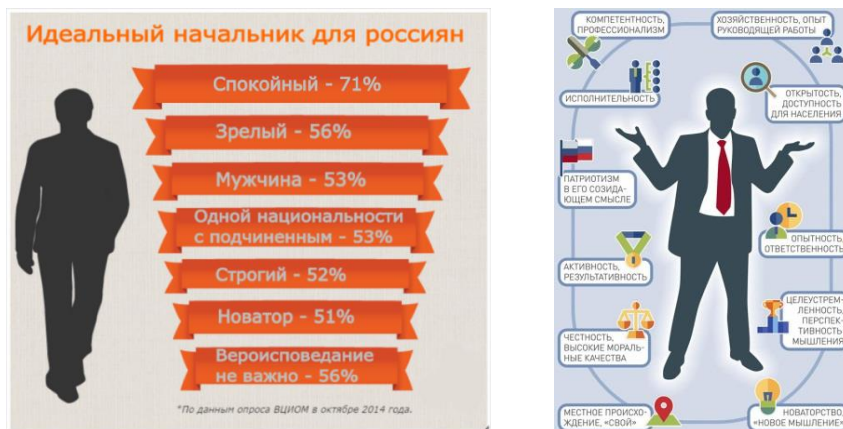 Идеальный начальник для россиян
Спокойный - 71%
Зрелый - 56%
Мужчина - 53%
Одной национальности
с подчиненным - 53%
Строгий - 52%
Новатор - 51%
Вероисповедание
не важно - 56%
*По данным опроса ВЦИОМ в октябре 2014 года.
КОМПЕТЕНТНОСТЬ,
ПРОФЕССИОНАЛИЗМ
ХОЗЯЙСТВЕННОСТЬ, ОПЫТ
РУКОВОДЯЩЕЙ РАБОТЫ
ИСПОЛНИТЕЛЬНОСТЬ
ОТКРЫТОСТЬ,
ДОСТУПНОСТЬ
ДЛЯ НАСЕЛЕНИЯ
ПАТРИОТИЗМ
В ЕГО СОЗИДА-
ЮЩЕМ СМЫСЛЕ
ОПЫТНОСТЬ,
ОТВЕТСТВЕННОСТЬ
АКТИВНОСТЬ,
РЕЗУЛЬТАТИВНОСТЬ
ЦЕЛЕУСТРЕМ-
ЛЕННОСТЬ,
ПЕРСПЕК-
ТИВНОСТЬ
МЫШЛЕНИЯ
ЧЕСТНОСТЬ,
ВЫСОКИЕ МОРАЛЬ-
НЫЕ КАЧЕСТВА
МЕСТНОЕ ПРОИСХО-
ЖДЕНИЕ, «СВОЙ»
НОВАТОРСТВО,
«НОВОЕ МЫШЛЕНИЕ»